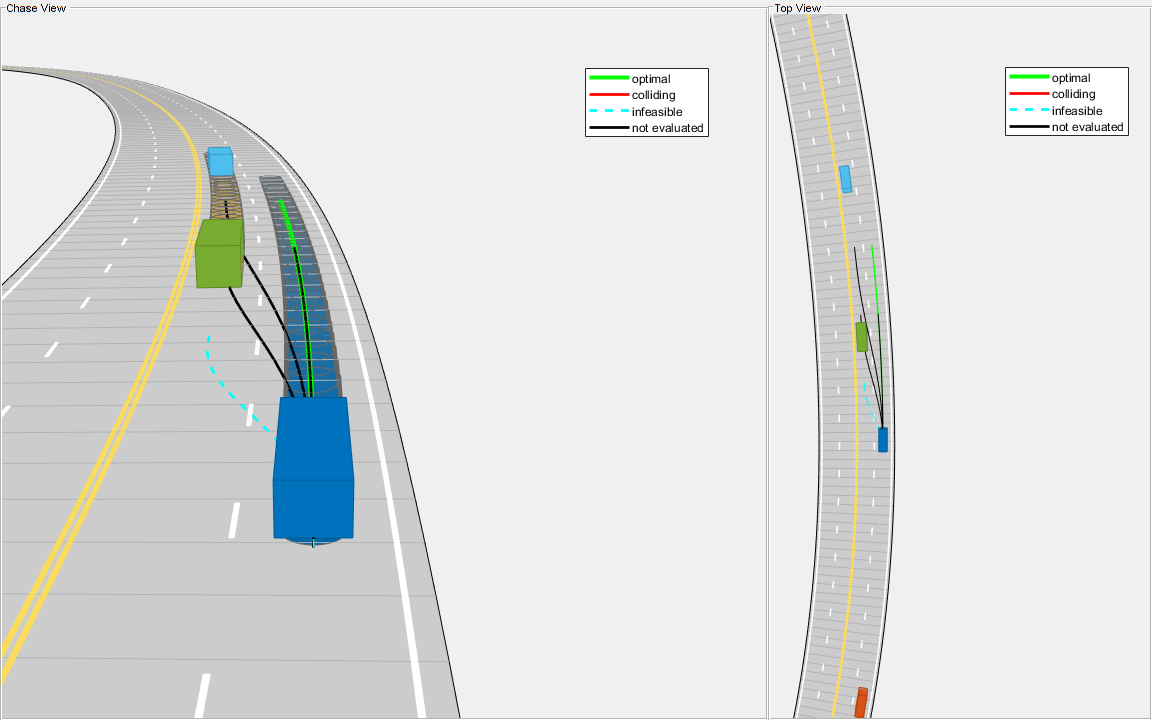 Chase View
optimal
colliding
infeasible
not evaluated
Top View
optimal
colliding
infeasible
not evaluated